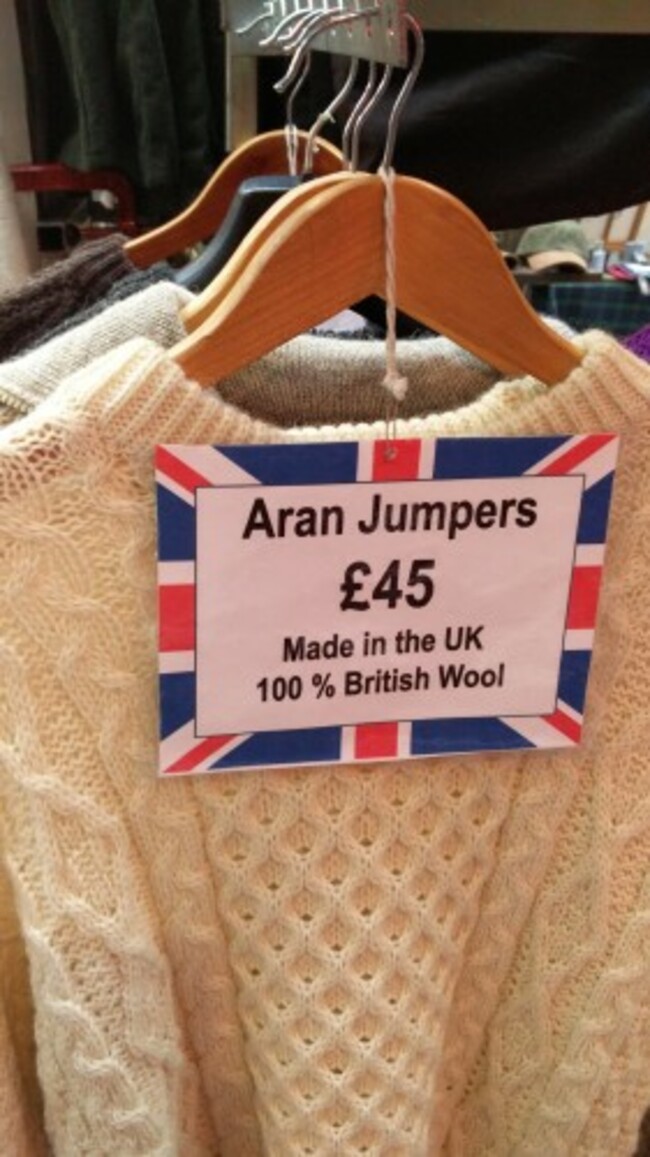 Aran Jumpers
£45
Made in the UK
100 % British Wool